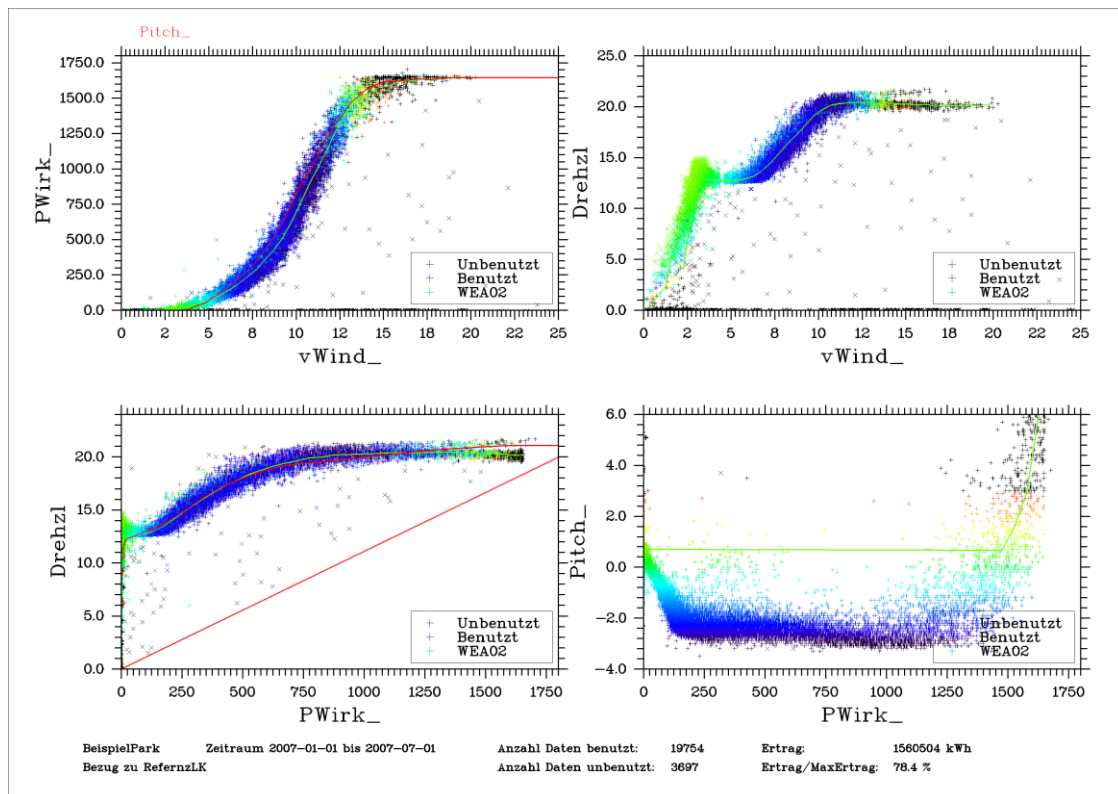 Pitch_
1750.0
1500.0
1250.0
1000.0
750.0
500.0
250.0
0.0
PWirk_
0 2 5 8 10 12 15 18 20 22 25
vWind_
Unbenutzt
Benutzt
WEA02
25.0
20.0
15.0
10.0
5.0
0.0
Drehzl
0 2 5 8 10 12 15 18 20 22 25
vWind_
Unbenutzt
Benutzt
WEA02
20.0
15.0
10.0
5.0
0.0
Drehzl
0 250 500 750 1000 1250 1500 1750
PWirk_
Unbenutzt
Benutzt
WEA02
6.0
4.0
2.0
0.0
−2.0
−4.0
Pitch_
0 250 500 750 1000 1250 1500 1750
PWirk_
Unbenutzt
Benutzt
WEA02
BeispielPark Zeitraum 2007-01-01 bis 2007-07-01 Anzahl Daten benutzt: 19754 Ertrag: 1560504 kWh
Bezug zu RefernzLK Anzahl Daten unbenutzt: 3697 Ertrag/MaxErtrag: 78.4 %